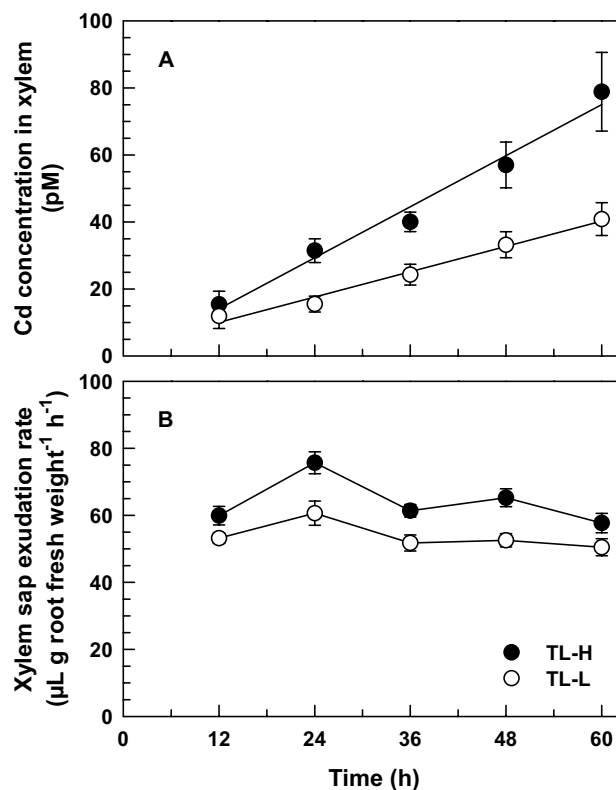 Cd concentration in xylem
(pM)
100
80
60
40
20
0
A
Xylem sap exudation rate
(µL g root fresh weight⁻¹ h⁻¹)
100
80
60
40
20
0
B
TL-H
TL-L
0 12 24 36 48 60
Time (h)